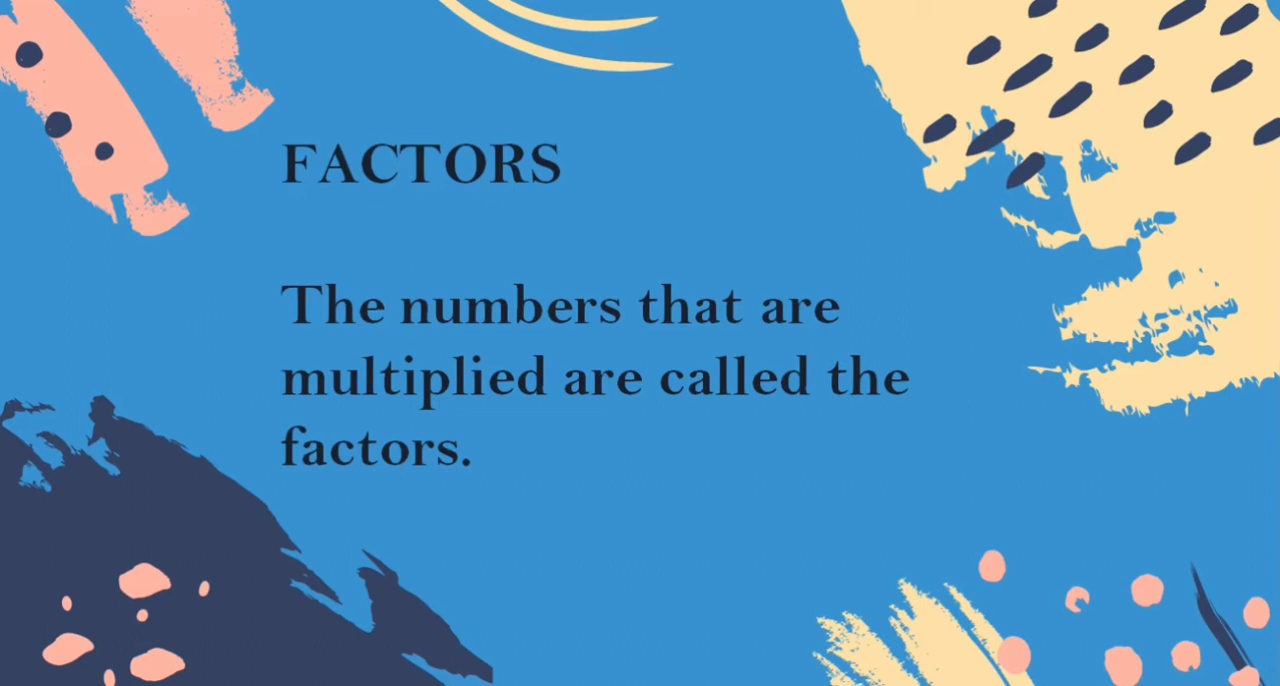 FACTORS
The numbers that are
multiplied are called the
factors.